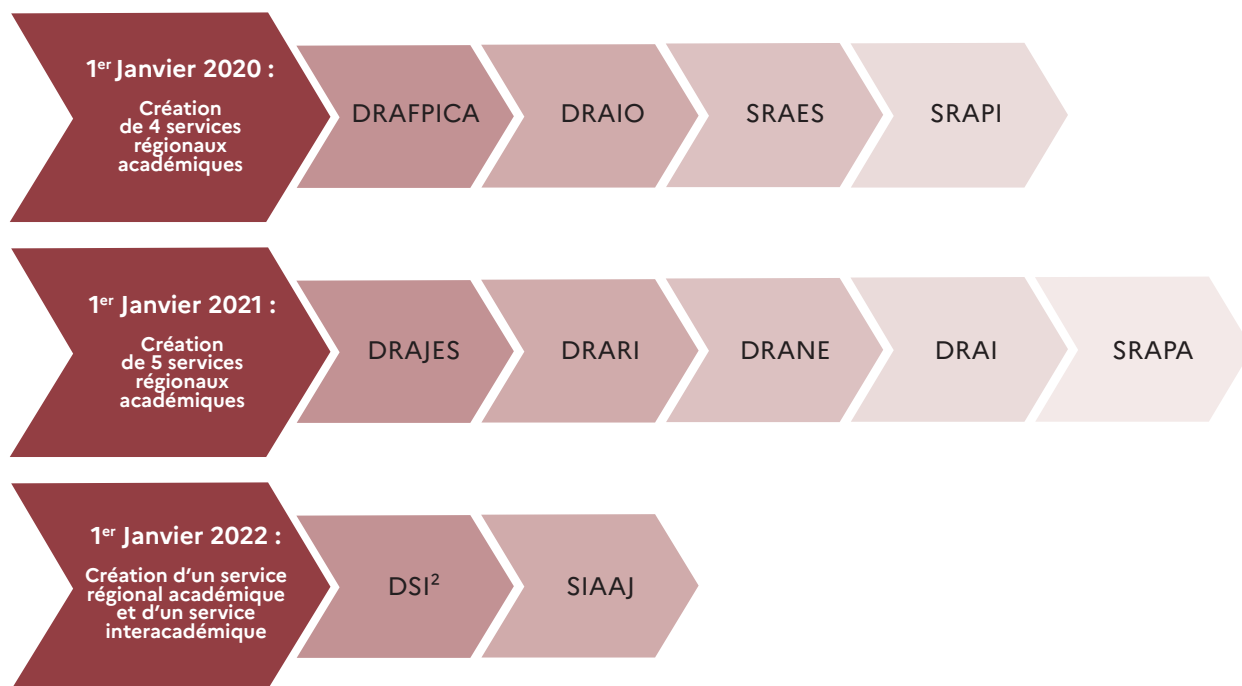 1er Janvier 2020 :
Création
de 4 services
régionaux
académiques
DRAFPICA
DRAIO
SRAES
SRAPI
1er Janvier 2021 :
Création
de 5 services
régionaux
académiques
DRAJES
DRARI
DRANE
DRAI
SRAPA
1er Janvier 2022 :
Création d’un service
régional académique
et d’un service
interacadémique
DSI²
SIAAJ